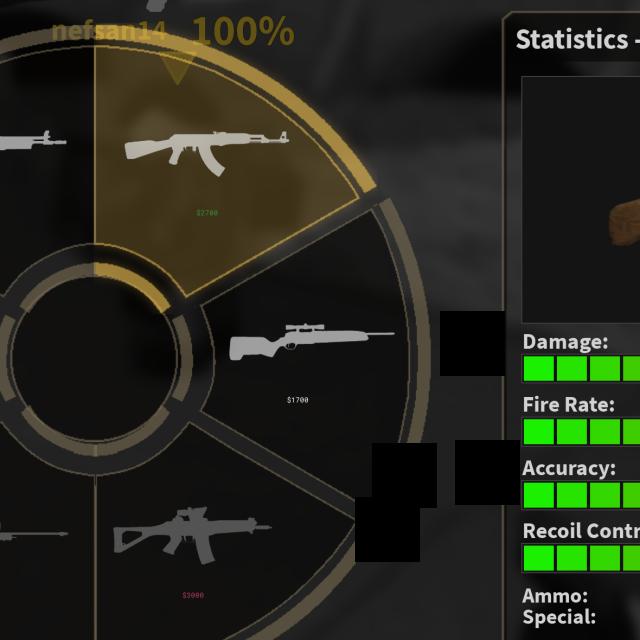 nefsan14 100%
Statistics -
$2700
$1700
Damage:
Fire Rate:
Accuracy:
Recoil Contr
$3000
Ammo:
Special: